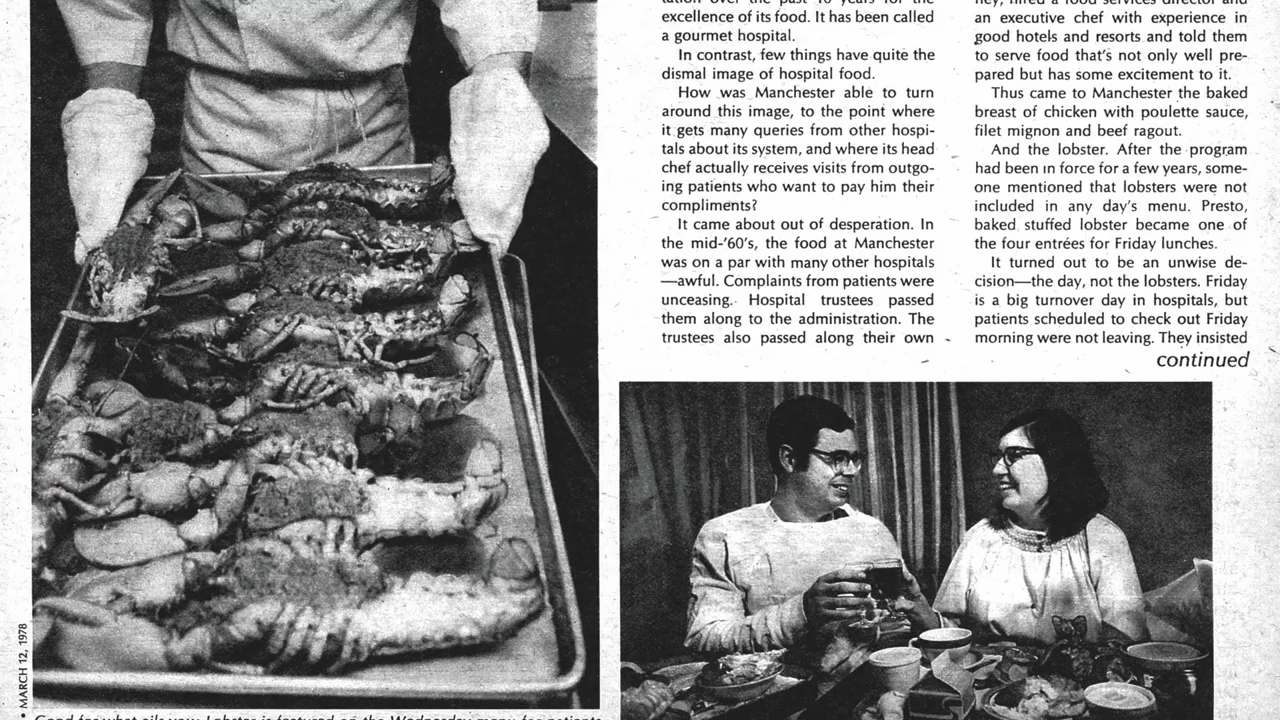 tation over the past 10 years for the
excellence of its food. It has been called
a gourmet hospital.
In contrast, few things have quite the
dismal image of hospital food.
How was Manchester able to turn
around this image, to the point where
it gets many queries from other hospi-
tals about its system, and where its head
chef actually receives visits from outgo-
ing patients who want to pay him their
compliments?
It came about out of desperation. In
the mid-'60's, the food at Manchester
was on a par with many other hospitals
—awful. Complaints from patients were
unceasing. Hospital trustees passed
them along to the administration. The
trustees also passed along their own
ney, hired a food services director and
an executive chef with experience in
good hotels and resorts and told them
to serve food that's not only well pre-
pared but has some excitement to it.
Thus came to Manchester the baked
breast of chicken with poulette sauce,
filet mignon and beef ragout.
And the lobster. After the program
had been in force for a few years, some-
one mentioned that lobsters were not
included in any day's menu. Presto,
baked stuffed lobster became one of
the four entrées for Friday lunches.
It turned out to be an unwise de-
cision—the day, not the lobsters. Friday
is a big turnover day in hospitals, but
patients scheduled to check out Friday
morning were not leaving. They insisted
continued
• MARCH 12, 1978
Good for what ails you: Lobster is featured on the Wednesday menu for patients